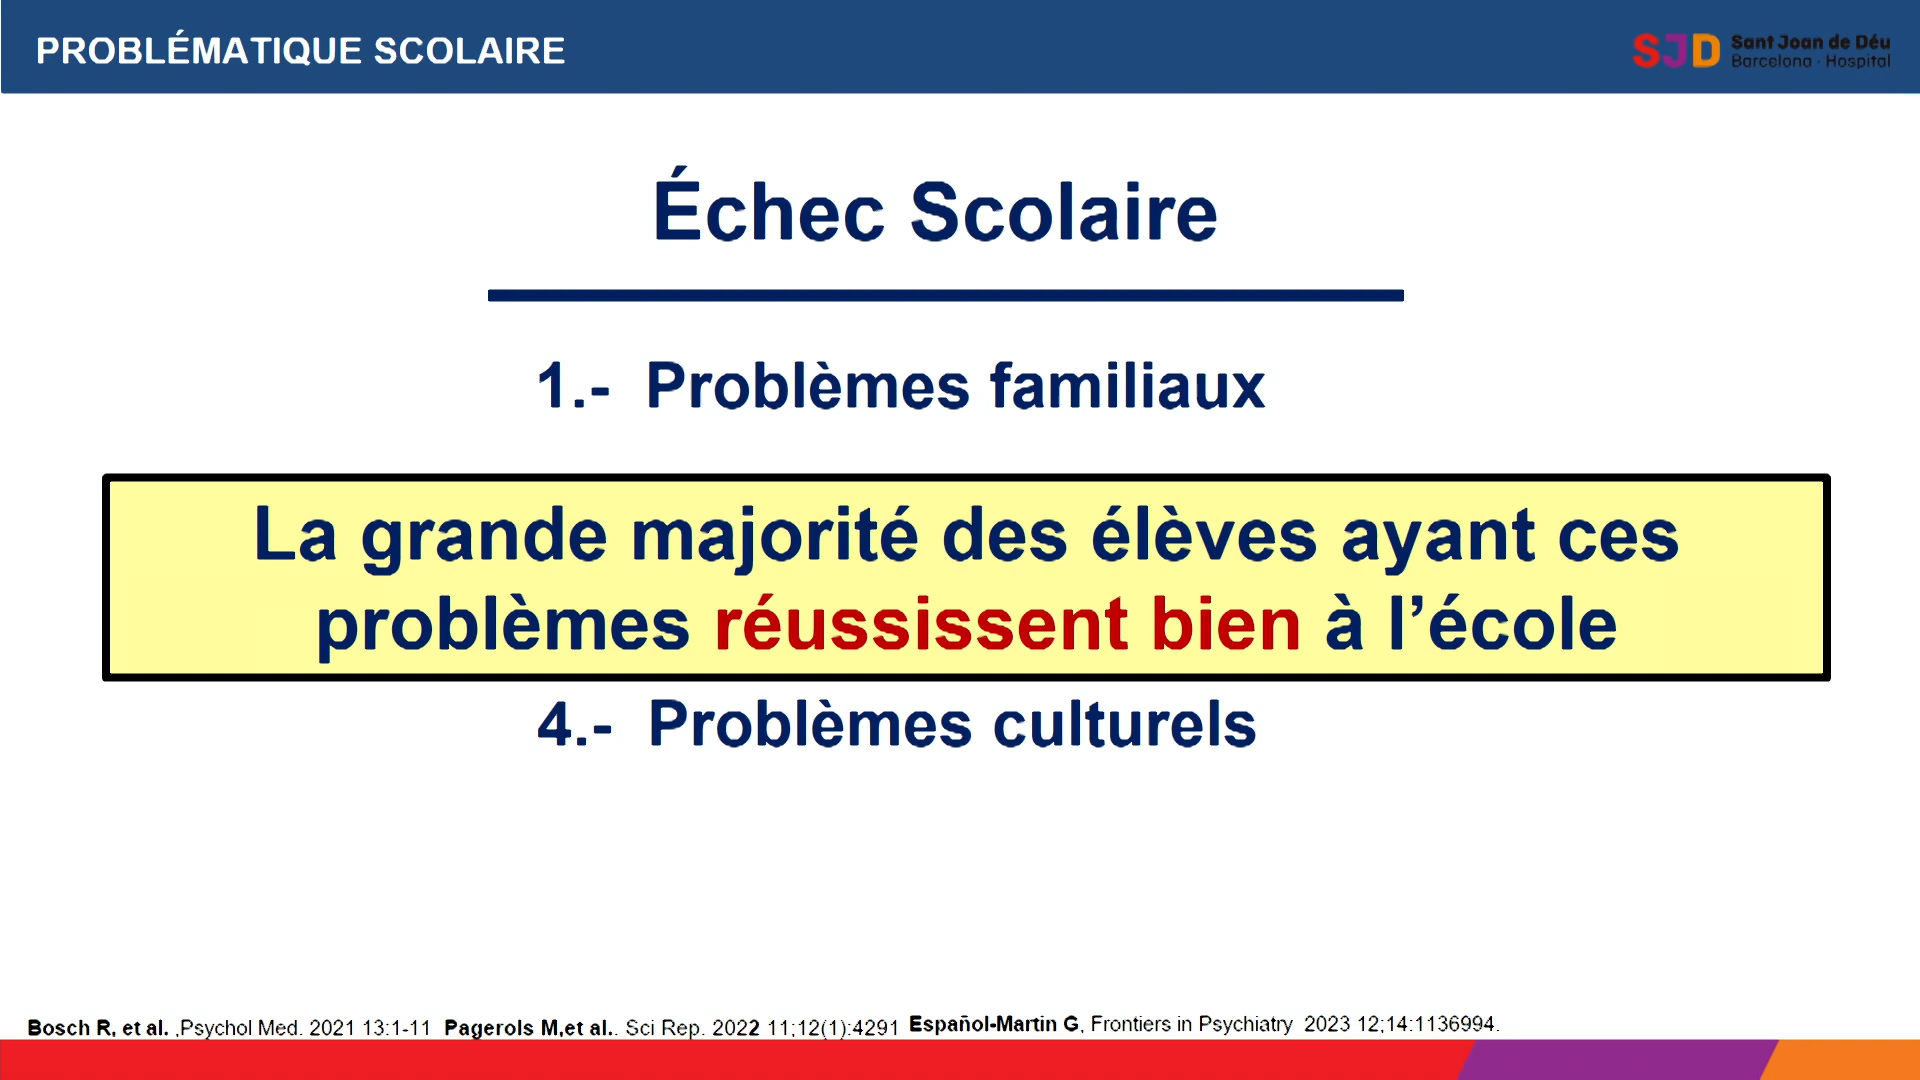 PROBLÉMATIQUE SCOLAIRE
SJD Sant Joan de Déu
Barcelona · Hospital
Échec Scolaire
1.- Problèmes familiaux
La grande majorité des élèves ayant ces
problèmes réussissent bien à l’école
4.- Problèmes culturels
Bosch R, et al. ,Psychol Med. 2021 13:1-11 Pagerols M,et al.. Sci Rep. 2022 11;12(1):4291 Español-Martin G, Frontiers in Psychiatry 2023 12;14:1136994.